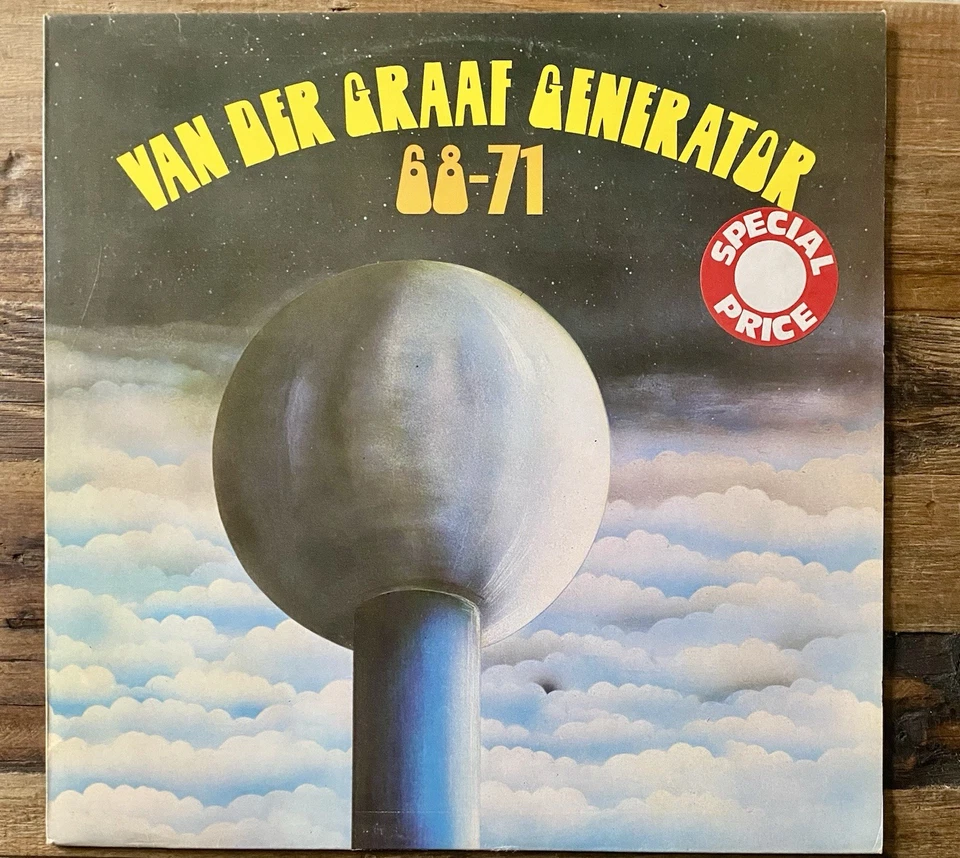 VAN DER GRAAF GENERATOR
68-71
SPECIAL
PRICE